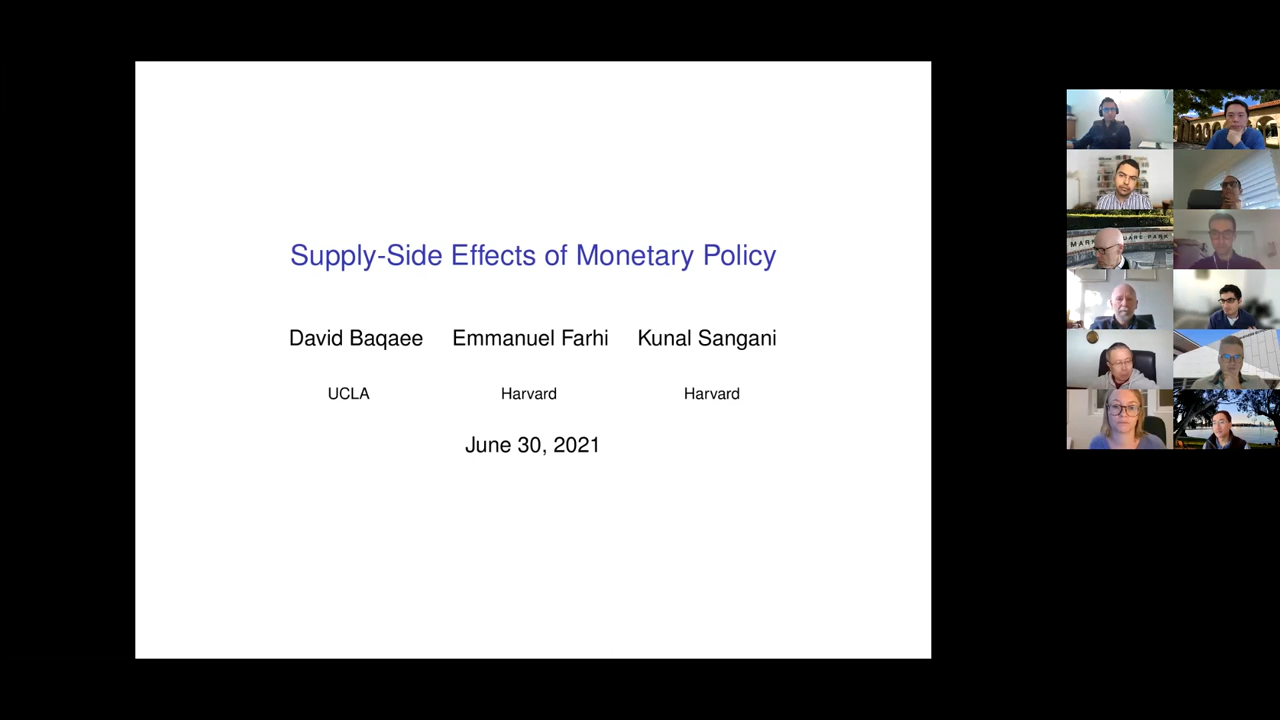 Supply-Side Effects of Monetary Policy
David Baqaee Emmanuel Farhi Kunal Sangani
UCLA Harvard Harvard
June 30, 2021